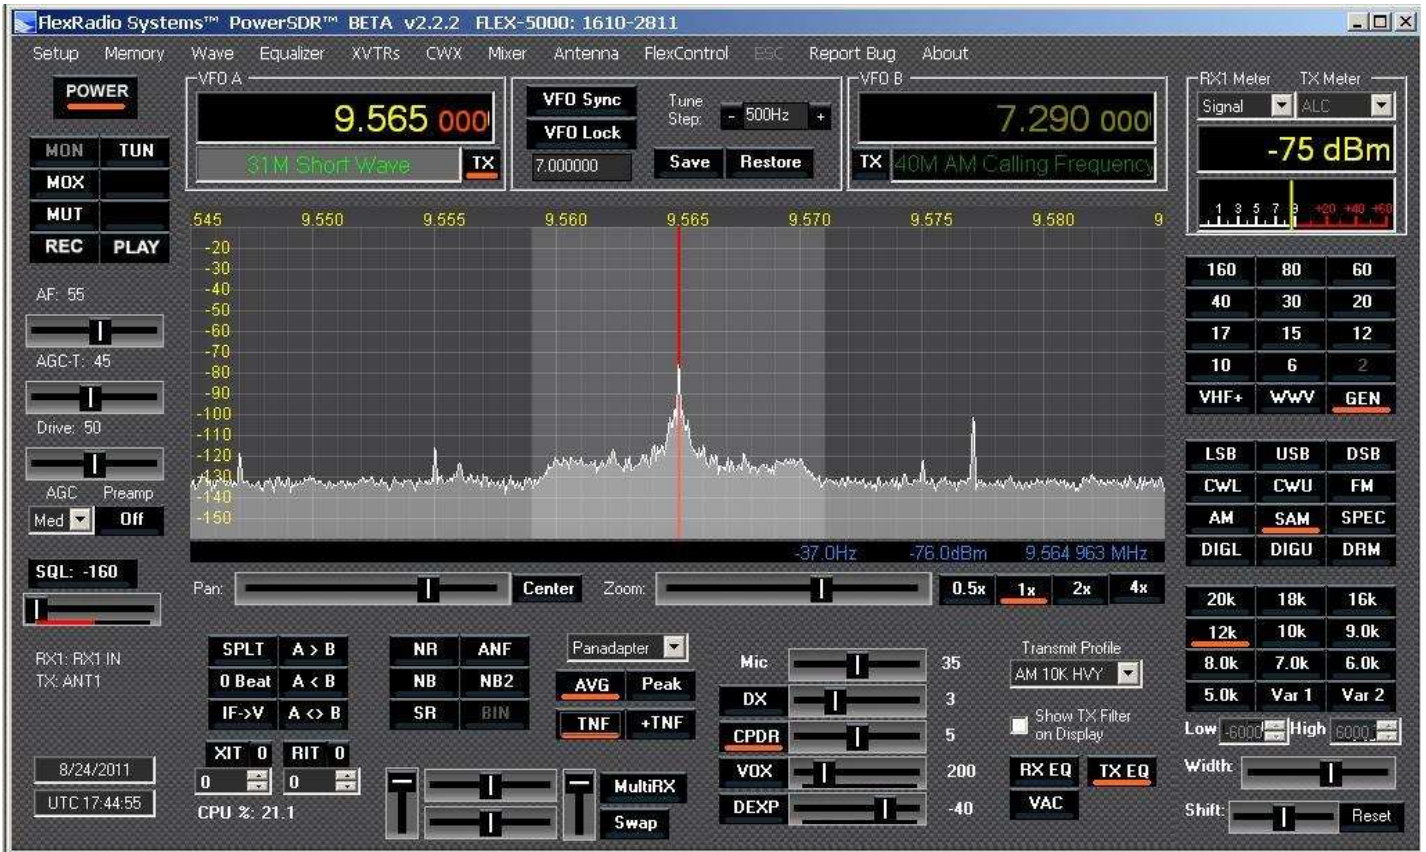 FlexRadio Systems™ PowerSDR™ BETA v2.2.2 FLEX-5000: 1610-2811
Setup Memory Wave Equalizer XVTRs CWX Mixer Antenna FlexControl ESC Report Bug About
POWER
MON TUN
MOX
MUT
REC PLAY
AF: 55
AGC-T: 45
Drive: 50
AGC Preamp
Med Off
SQL: -160
RX1: RX1 IN
TX: ANT1
8/24/2011
UTC 17:44:55
VFO A
9.565 000
31M Short Wave TX
VFO Sync
VFO Lock
7.000000
Tune Step: - 500Hz +
Save Restore
VFO B
7.290 000
TX 40M AM Calling Frequency
RX1 Meter TX Meter
Signal ALC
-75 dBm
1 3 5 7 9 +20 +40 +60
.545 9.550 9.555 9.560 9.565 9.570 9.575 9.580 9
-20
-30
-40
-50
-60
-70
-80
-90
-100
-110
-120
-130
-140
-150
-37.0Hz -76.0dBm 9.564 963 MHz
Pan: Center Zoom: 0.5x 1x 2x 4x
160 80 60
40 30 20
17 15 12
10 6 2
VHF+ WWV GEN
LSB USB DSB
CWL CWU FM
AM SAM SPEC
DIGL DIGU DRM
20k 18k 16k
12k 10k 9.0k
8.0k 7.0k 6.0k
5.0k Var 1 Var 2
Low -6000 High 6000
Width:
Shift: Reset
SPLT A > B
0 Beat A < B
IF->V A <> B
XIT 0 RIT 0
0 0
CPU %: 21.1
NR ANF
NB NB2
SR BIN
Panadapter
AVG Peak
TNF +TNF
MultiRX
Swap
Mic 35
DX 3
CPDR 5
VOX 200
DEXP -40
Transmit Profile
AM 10K HVY
Show TX Filter
on Display
RX EQ TX EQ
VAC